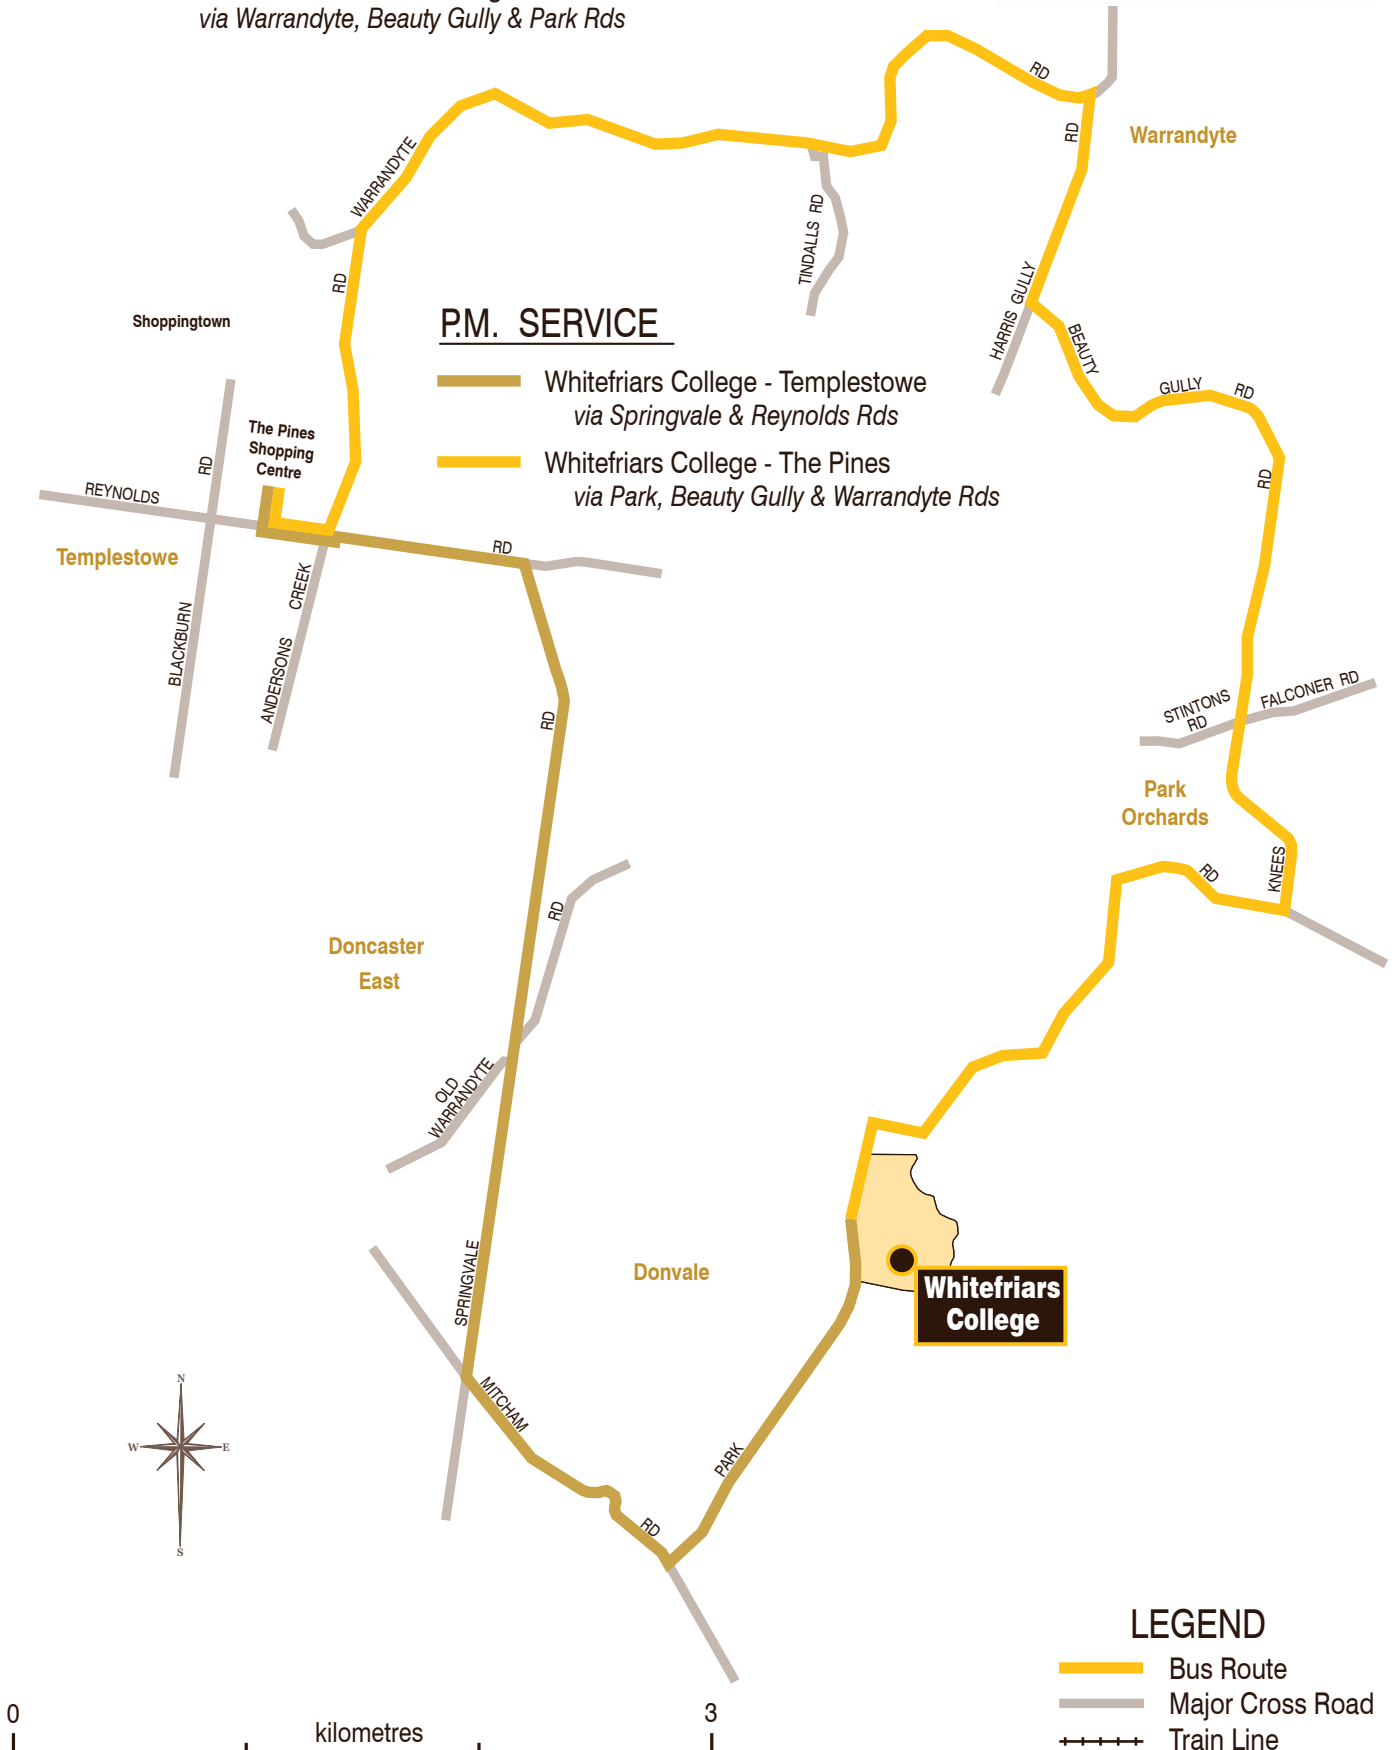 via Warrandyte, Beauty Gully & Park Rds
RD
RD
Warrandyte
WARRANDYTE
RD
TINDALLS RD
HARRIS GULLY
Shoppingtown
P.M. SERVICE
Whitefriars College - Templestowe
via Springvale & Reynolds Rds
Whitefriars College - The Pines
via Park, Beauty Gully & Warrandyte Rds
BEAUTY
GULLY
RD
RD
The Pines
Shopping
Centre
RD
REYNOLDS
RD
Templestowe
BLACKBURN
CREEK
ANDERSONS
RD
STINTONS
RD
FALCONER RD
Park
Orchards
KNEES
RD
Doncaster
East
RD
OLD
WARRANDYTE
SPRINGVALE
Donvale
Whitefriars
College
MITCHAM
RD
PARK
N
W
E
S
LEGEND
Bus Route
Major Cross Road
Train Line
0
kilometres
3